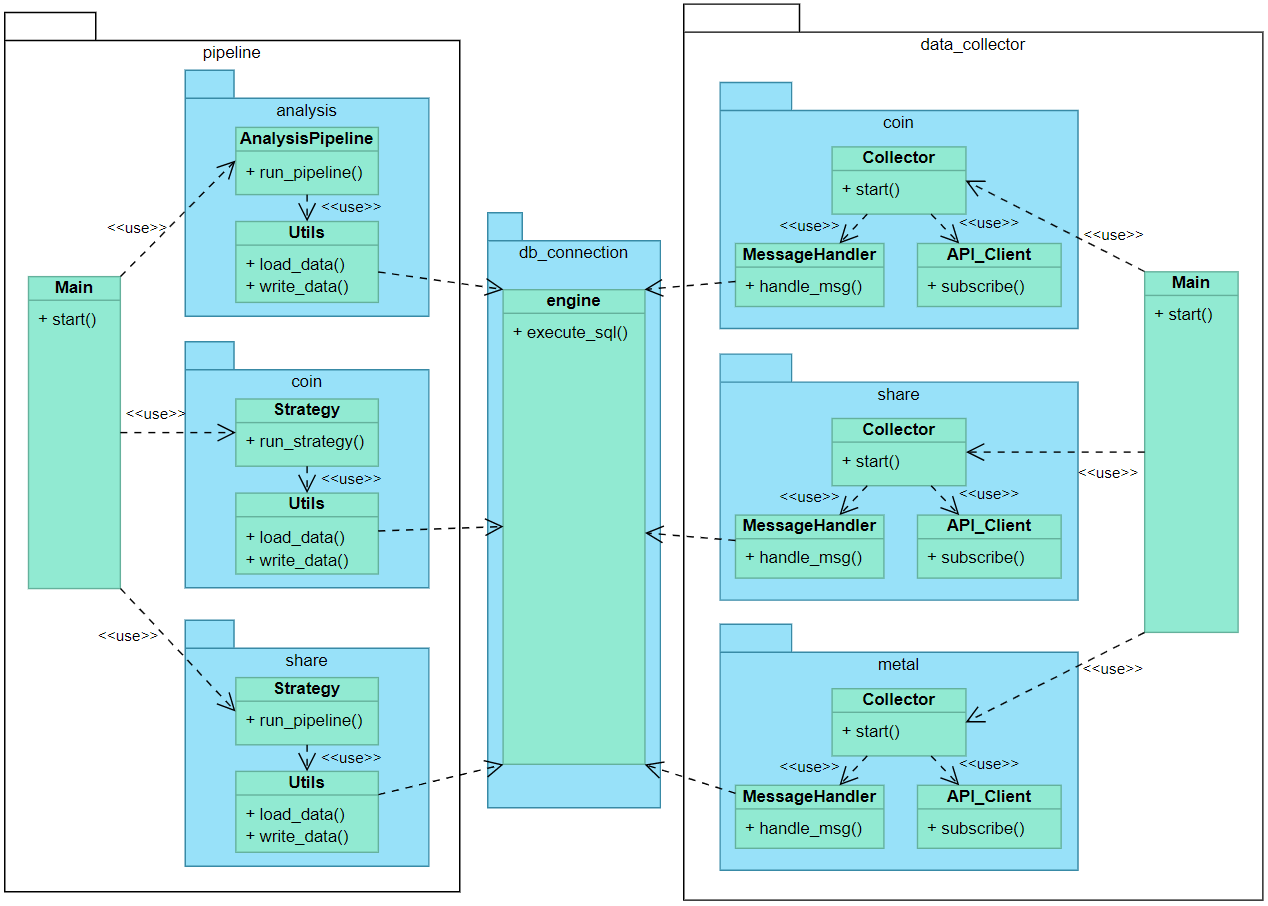 pipeline
analysis
AnalysisPipeline
+ run_pipeline()
<<use>>
<<use>>
Utils
+ load_data()
+ write_data()
Main
+ start()
coin
Strategy
<<use>>
+ run_strategy()
<<use>>
Utils
+ load_data()
+ write_data()
<<use>>
share
Strategy
+ run_pipeline()
<<use>>
Utils
+ load_data()
+ write_data()
db_connection
engine
+ execute_sql()
data_collector
coin
Collector
+ start()
<<use>>
<<use>>
<<use>>
MessageHandler
+ handle_msg()
API_Client
+ subscribe()
Main
+ start()
share
Collector
+ start()
<<use>>
<<use>>
<<use>>
MessageHandler
+ handle_msg()
API_Client
+ subscribe()
metal
<<use>>
Collector
+ start()
<<use>>
<<use>>
MessageHandler
+ handle_msg()
API_Client
+ subscribe()